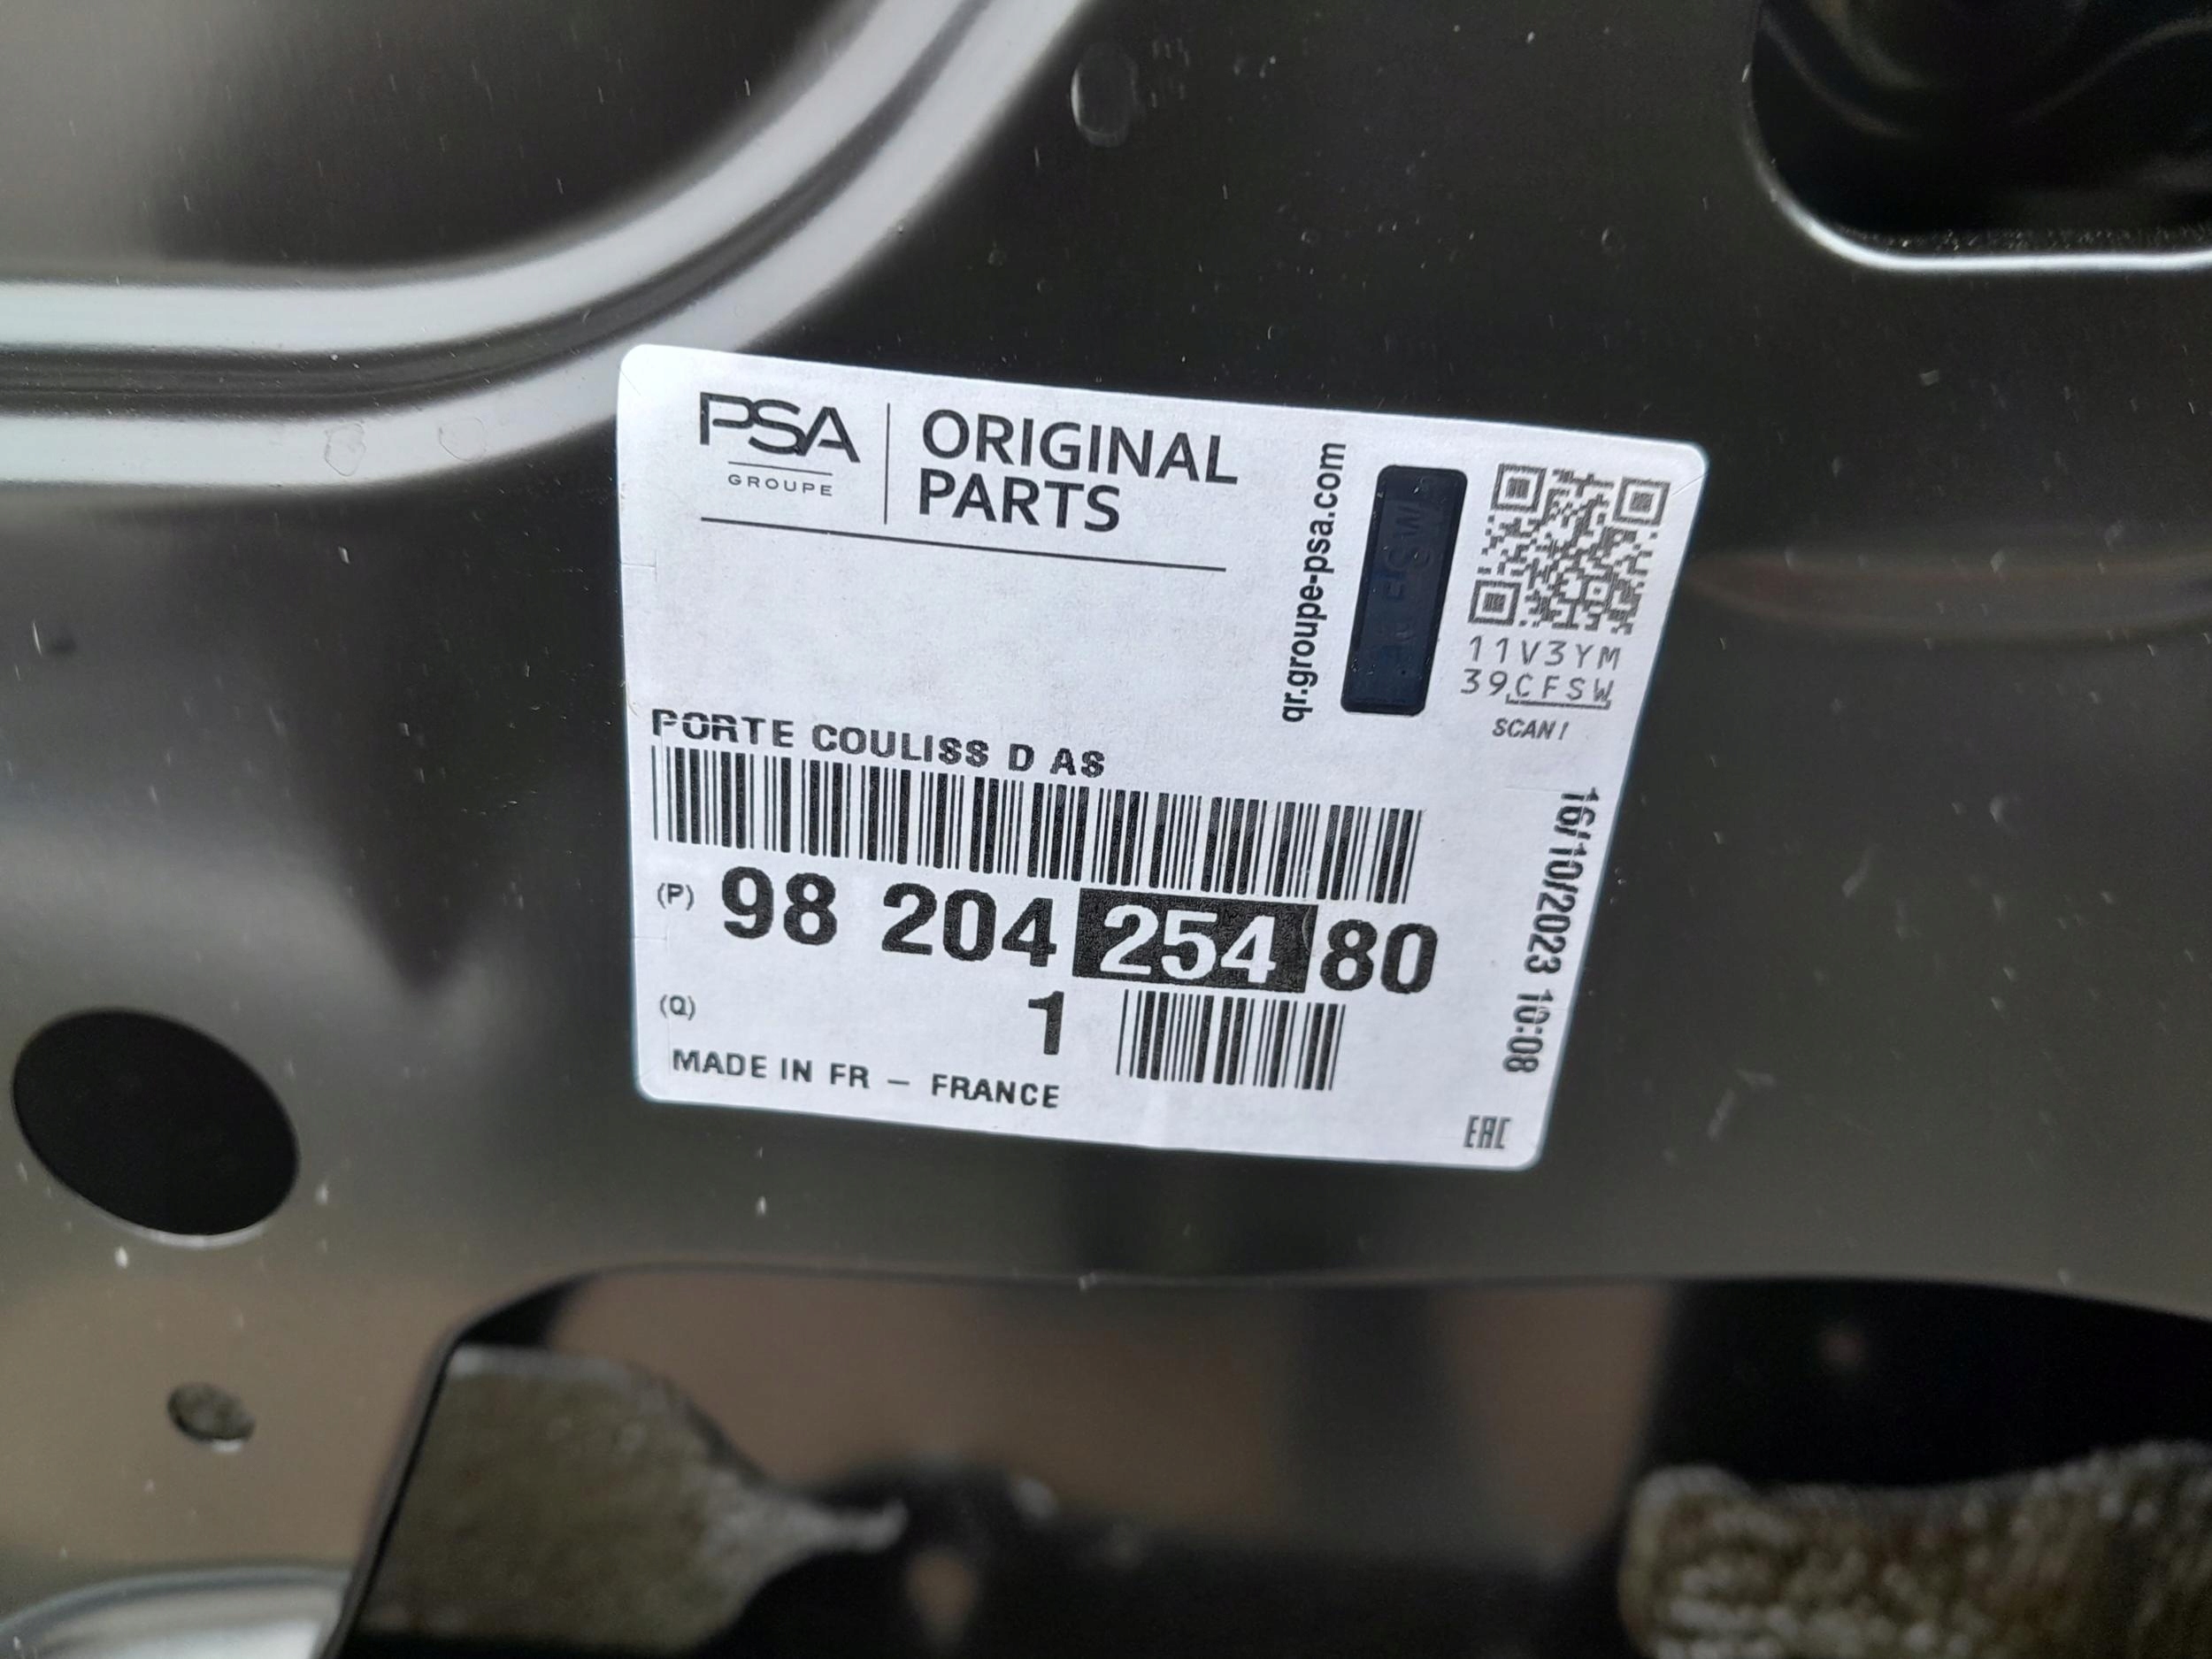 PSA
GROUPE
ORIGINAL
PARTS
qr.groupe-psa.com
11V3YM
39CFSW
SCAN!
PORTE COULISS D AS
(P) 98 204 254 80
(Q) 1
MADE IN FR – FRANCE
16/10/2023 10:08
EAC